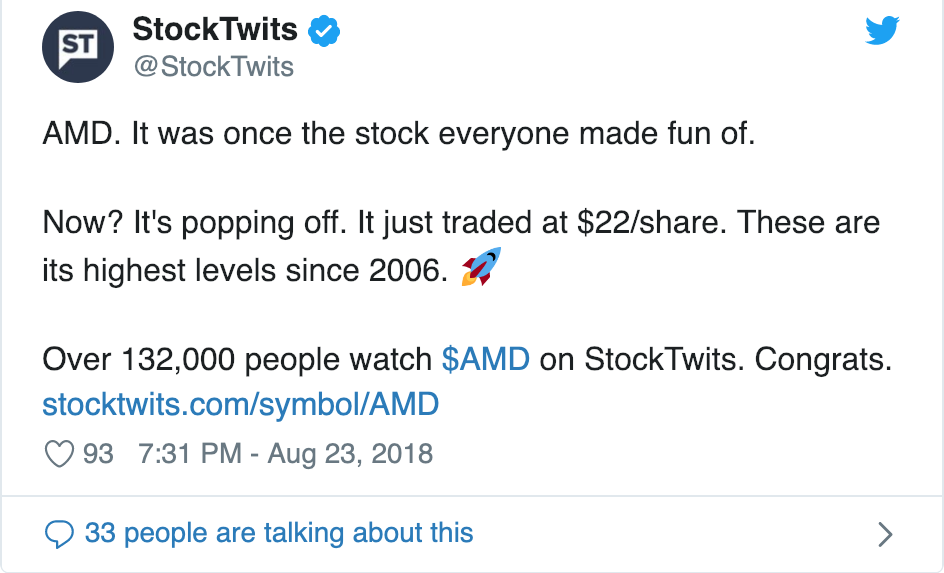 ST
StockTwits
@StockTwits
AMD. It was once the stock everyone made fun of.
Now? It's popping off. It just traded at $22/share. These are
its highest levels since 2006. 🚀
Over 132,000 people watch $AMD on StockTwits. Congrats.
stocktwits.com/symbol/AMD
93 7:31 PM - Aug 23, 2018
33 people are talking about this